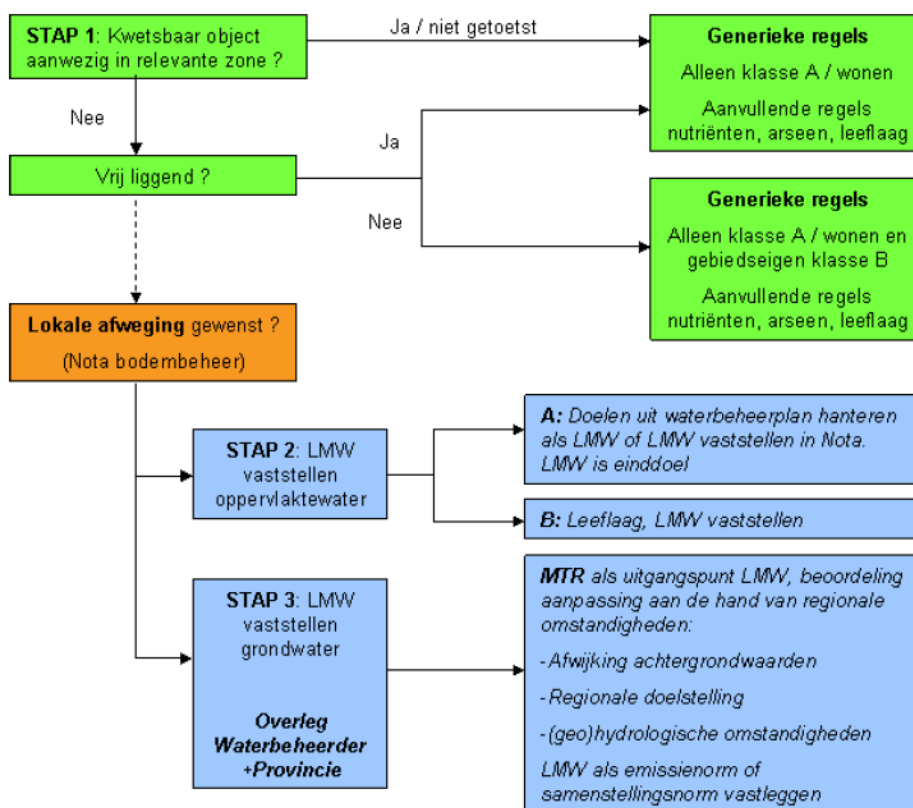 STAP 1: Kwetsbaar object
aanwezig in relevante zone ?
Ja / niet getoetst
Generieke regels
Alleen klasse A / wonen
Aanvullende regels
nutriënten, arseen, leeflaag
Nee
Vrij liggend ?
Ja
Nee
Generieke regels
Alleen klasse A / wonen en
gebiedseigen klasse B
Aanvullende regels
nutriënten, arseen, leeflaag
Lokale afweging gewenst ?
(Nota bodembeheer)
STAP 2: LMW
vaststellen
oppervlaktewater
A: Doelen uit waterbeheerplan hanteren
als LMW of LMW vaststellen in Nota.
LMW is einddoel
B: Leeflaag, LMW vaststellen
STAP 3: LMW
vaststellen
grondwater
Overleg
Waterbeheerder
+Provincie
MTR als uitgangspunt LMW, beoordeling
aanpassing aan de hand van regionale
omstandigheden:
-Afwijking achtergrondwaarden
-Regionale doelstelling
-(geo)hydrologische omstandigheden
LMW als emissienorm of
samenstellingsnorm vastleggen